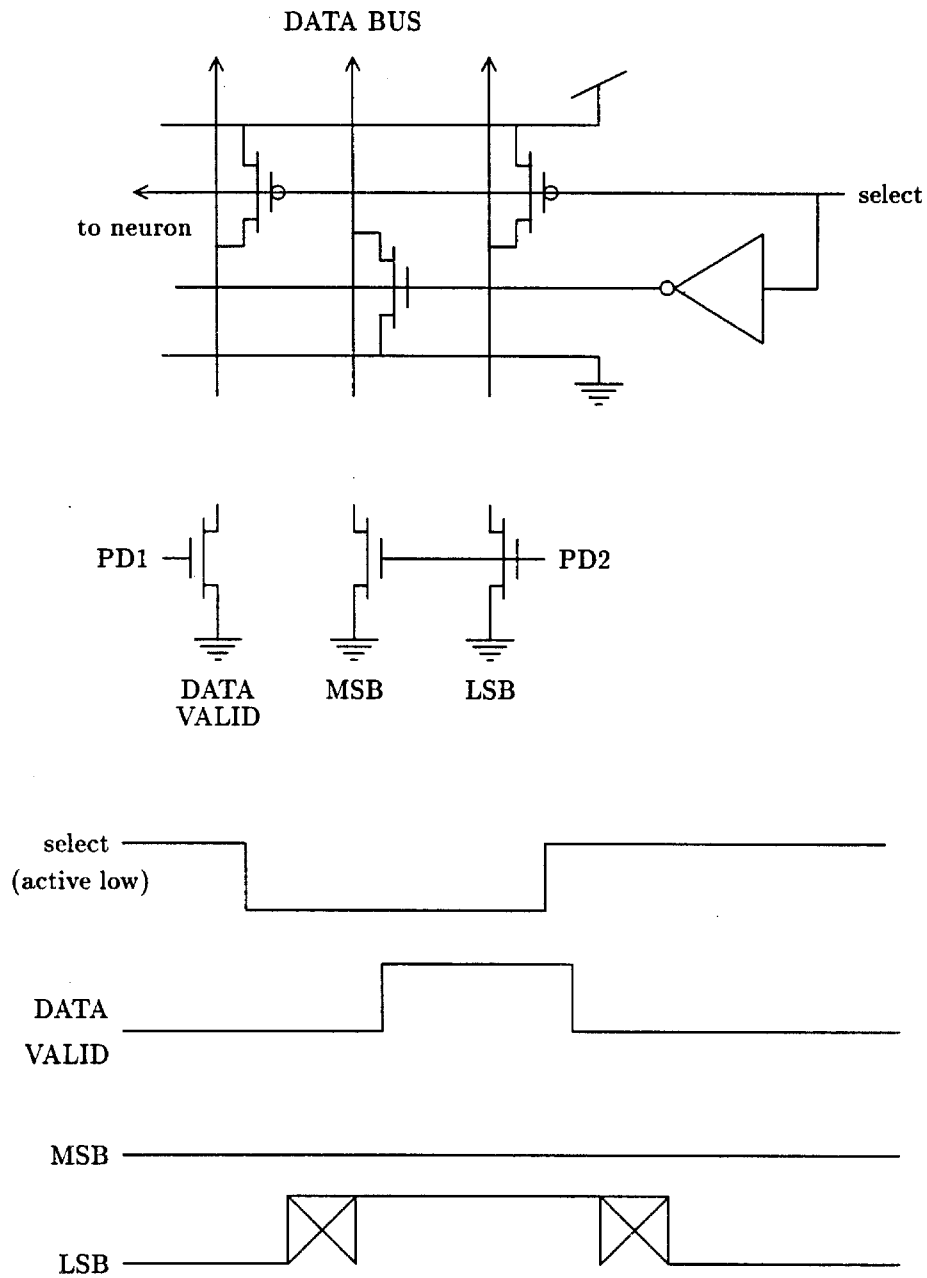 DATA BUS
select
to neuron
PD1
PD2
DATA
VALID
MSB
LSB
select
(active low)
DATA
VALID
MSB
LSB